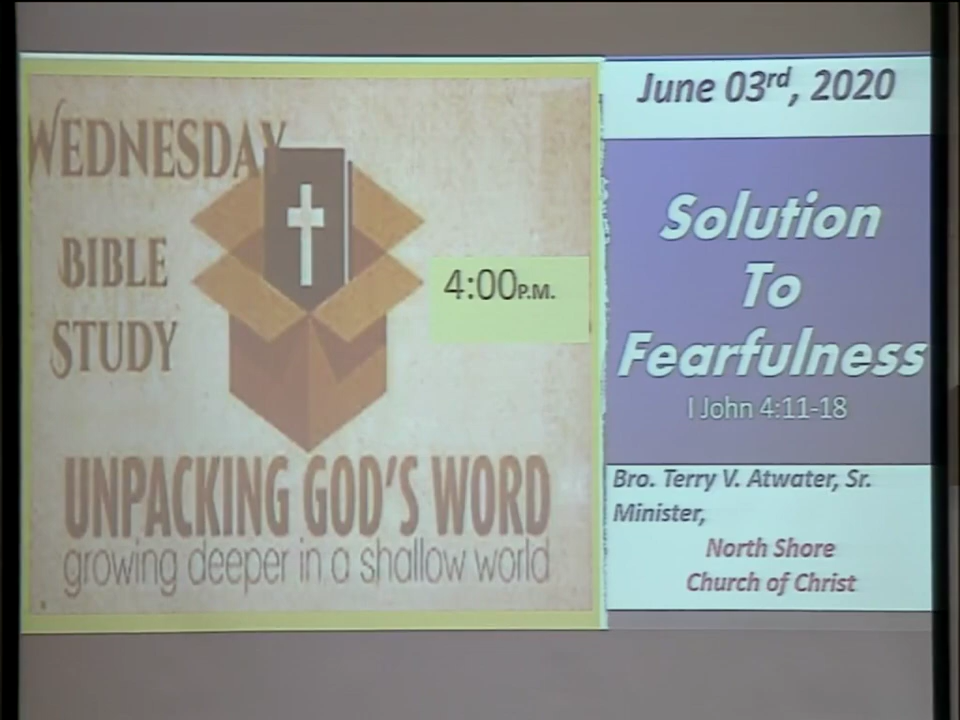 WEDNESDAY
BIBLE
STUDY
4:00P.M.
UNPACKING GOD'S WORD
growing deeper in a shallow world
June 03rd, 2020
Solution
To
Fearfulness
I John 4:11-18
Bro. Terry V. Atwater, Sr.
Minister,
North Shore
Church of Christ